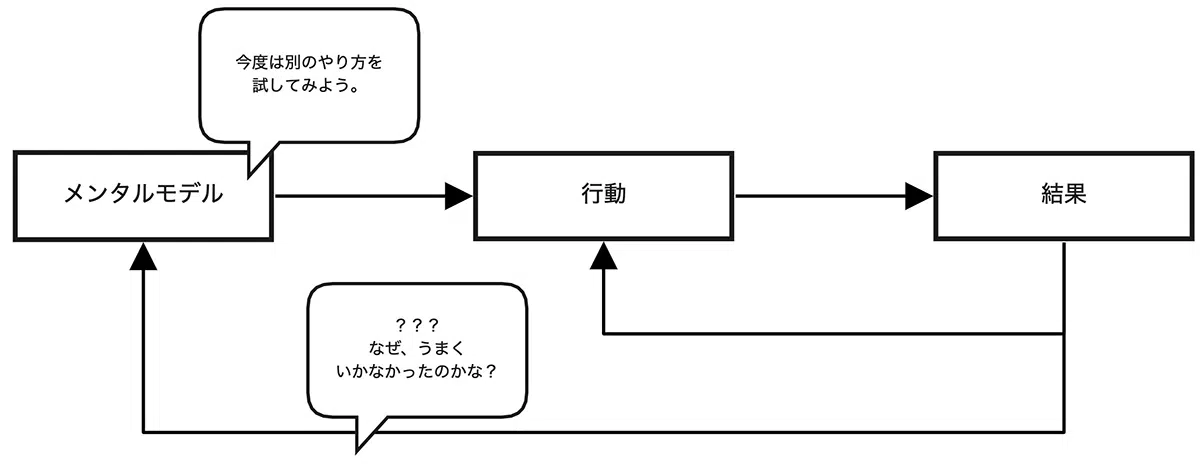 今度は別のやり方を
試してみよう。
メンタルモデル
行動
結果
？？？
なぜ、うまく
いかなかったのかな？